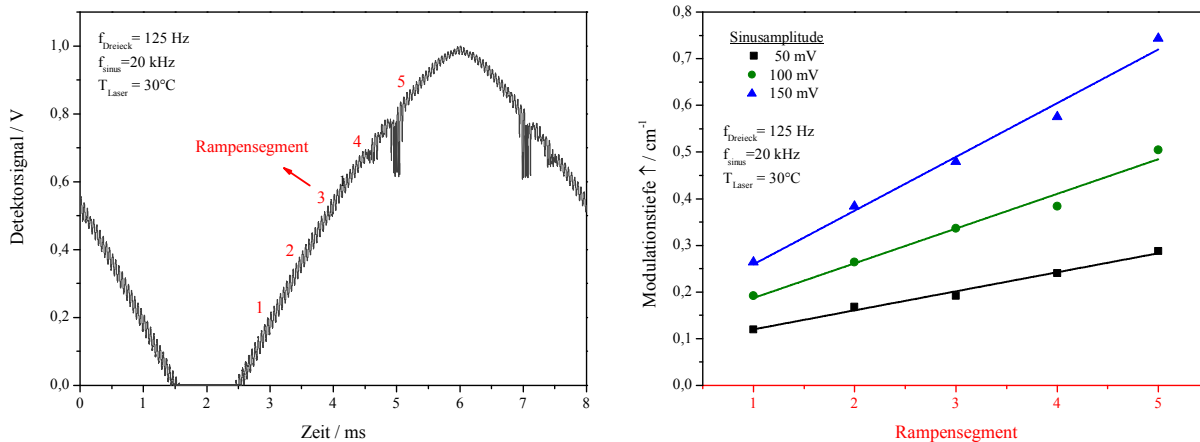 f_Dreieck= 125 Hz
f_sinus=20 kHz
T_Laser = 30°C
Rampensegment
1
2
3
4
5
1,0
0,8
0,6
0,4
0,2
0,0
Detektorsignal / V
0 1 2 3 4 5 6 7 8
Zeit / ms
Sinusamplitude
50 mV
100 mV
150 mV
f_Dreieck= 125 Hz
f_sinus=20 kHz
T_Laser = 30°C
0,8
0,7
0,6
0,5
0,4
0,3
0,2
0,1
0,0
Modulationstiefe ↑ / cm⁻¹
1 2 3 4 5
Rampensegment